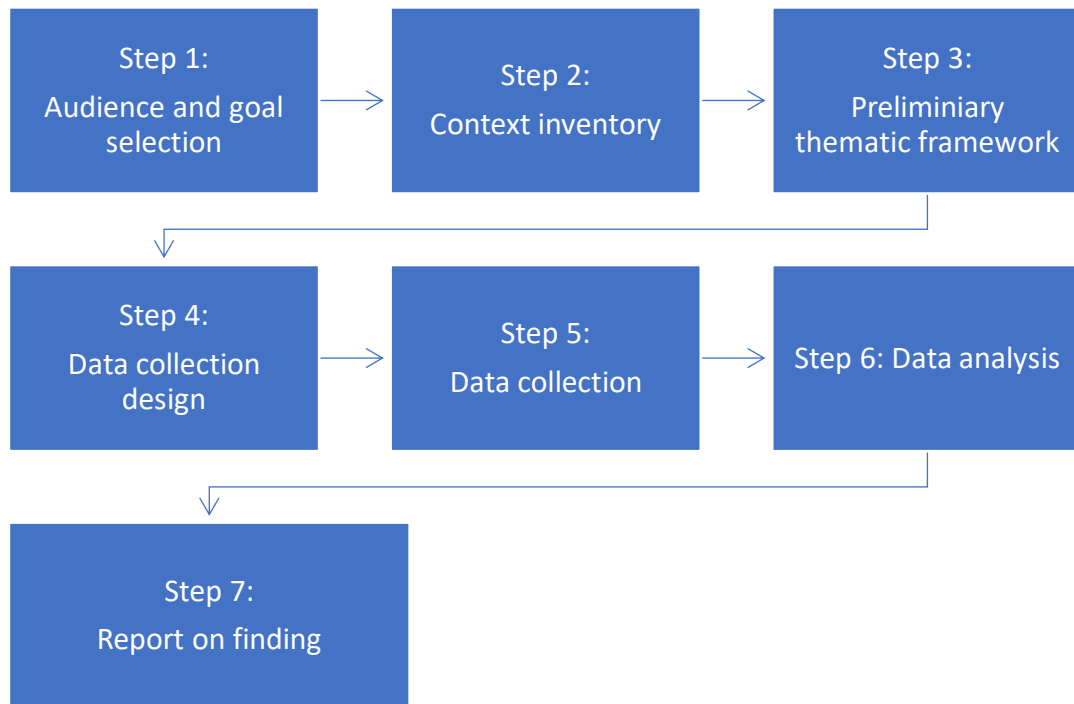 Step 1:
Audience and goal
selection
Step 2:
Context inventory
Step 3:
Preliminiary
thematic framework
Step 4:
Data collection
design
Step 5:
Data collection
Step 6: Data analysis
Step 7:
Report on finding